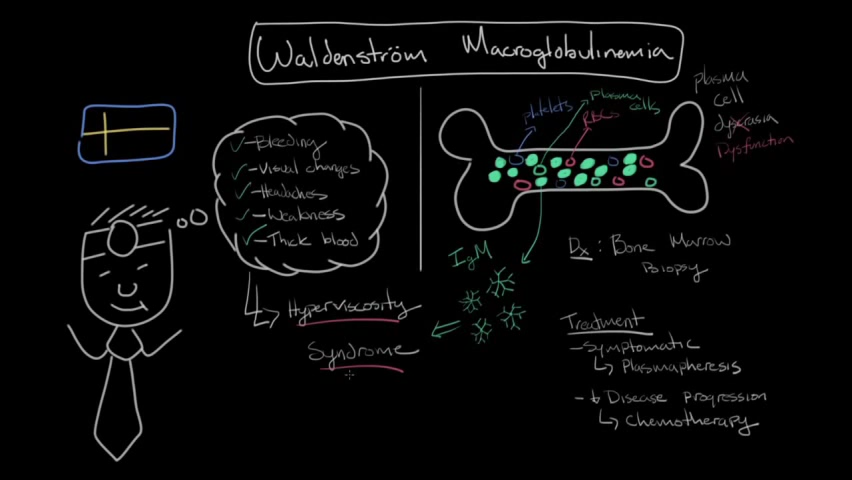 Waldenström Macroglobulinemia
- Bleeding
- Visual changes
- Headaches
- Weakness
- Thick blood
Hyperviscosity
Syndrome
platelets
Plasma
cells
RBCs
plasma
cell
dyscrasia
Dysfunction
IgM
Dx: Bone Marrow
Biopsy
Treatment
- Symptomatic
↳ Plasmapheresis
- ↓ Disease progression
↳ Chemotherapy